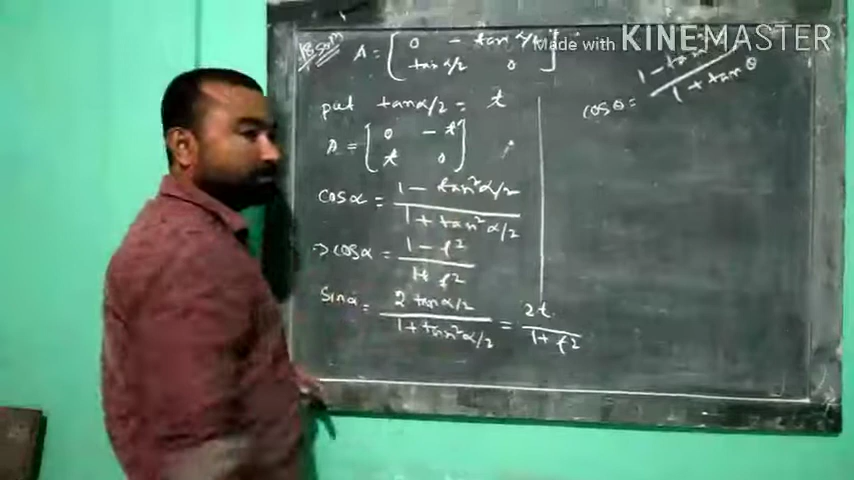 A = [ 0 - tan α/2
tan α/2 0 ]
Made with KINEMASTER
put tan α/2 = t
A = [ 0 - t
t 0 ]
cos α = 1 - tan² α/2 / 1 + tan² α/2
⇒ cos α = 1 - t² / 1 + t²
Sin α = 2 tan α/2 / 1 + tan² α/2 = 2t / 1 + t²
cos θ = 1 - tan / 1 + tan θ